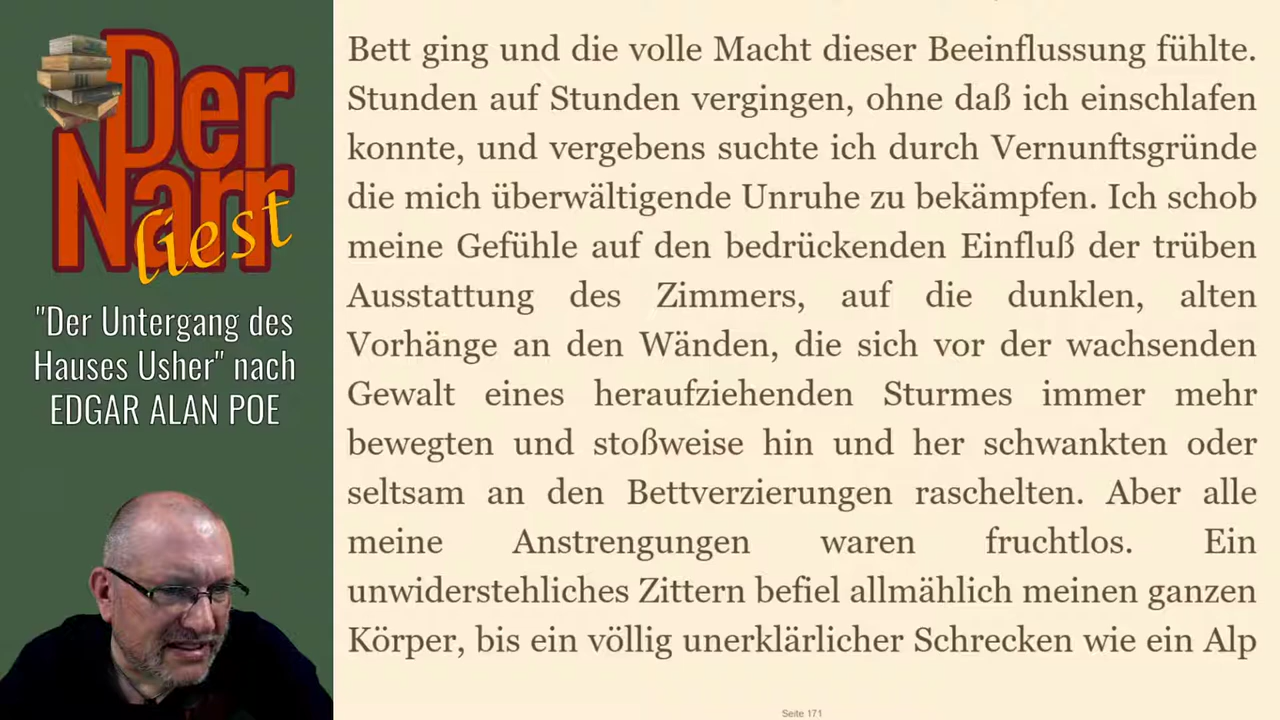 Der
Narr
liest
"Der Untergang des
Hauses Usher" nach
EDGAR ALAN POE
Bett ging und die volle Macht dieser Beeinflussung fühlte.
Stunden auf Stunden vergingen, ohne daß ich einschlafen
konnte, und vergebens suchte ich durch Vernunftsgründe
die mich überwältigende Unruhe zu bekämpfen. Ich schob
meine Gefühle auf den bedrückenden Einfluß der trüben
Ausstattung des Zimmers, auf die dunklen, alten
Vorhänge an den Wänden, die sich vor der wachsenden
Gewalt eines heraufziehenden Sturmes immer mehr
bewegten und stoßweise hin und her schwankten oder
seltsam an den Bettverzierungen raschelten. Aber alle
meine Anstrengungen waren fruchtlos. Ein
unwiderstehliches Zittern befiel allmählich meinen ganzen
Körper, bis ein völlig unerklärlicher Schrecken wie ein Alp
Seite 171